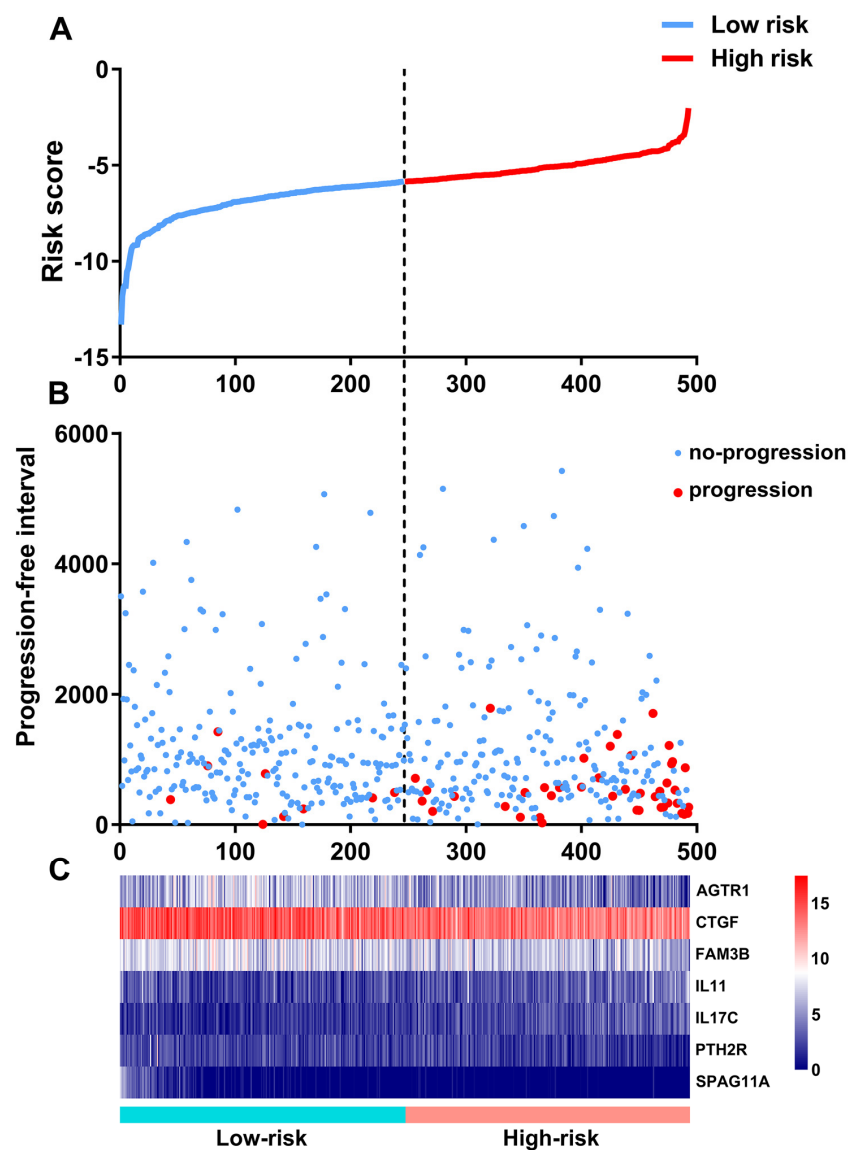 A
Low risk
High risk
0
-5
-10
-15
Risk score
0 100 200 300 400 500
B
6000
4000
2000
0
Progression-free interval
no-progression
progression
0 100 200 300 400 500
C
AGTR1
CTGF
FAM3B
IL11
IL17C
PTH2R
SPAG11A
15
10
5
0
Low-risk High-risk